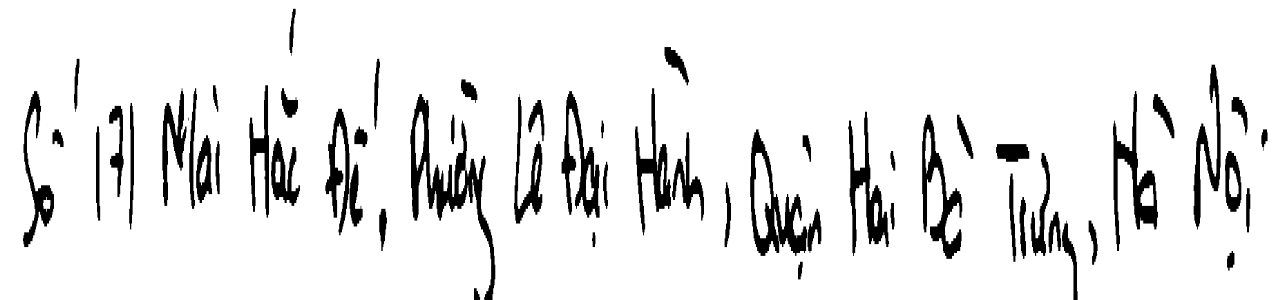 Số 171 Mai Hắc Đế, Phường Lê Đại Hành, Quận Hai Bà Trưng, Hà Nội